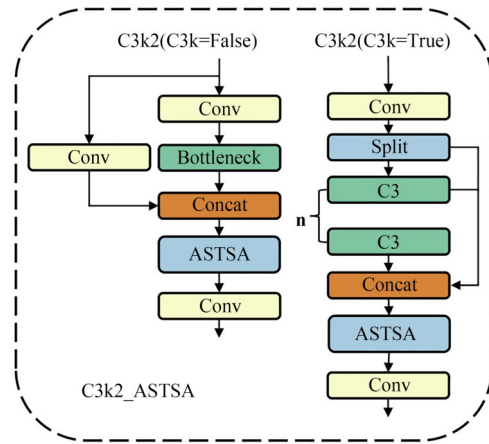 C3k2(C3k=False)
Conv
Conv
Bottleneck
Concat
ASTSA
Conv
C3k2(C3k=True)
Conv
Split
C3
n
C3
Concat
ASTSA
Conv
C3k2_ASTSA